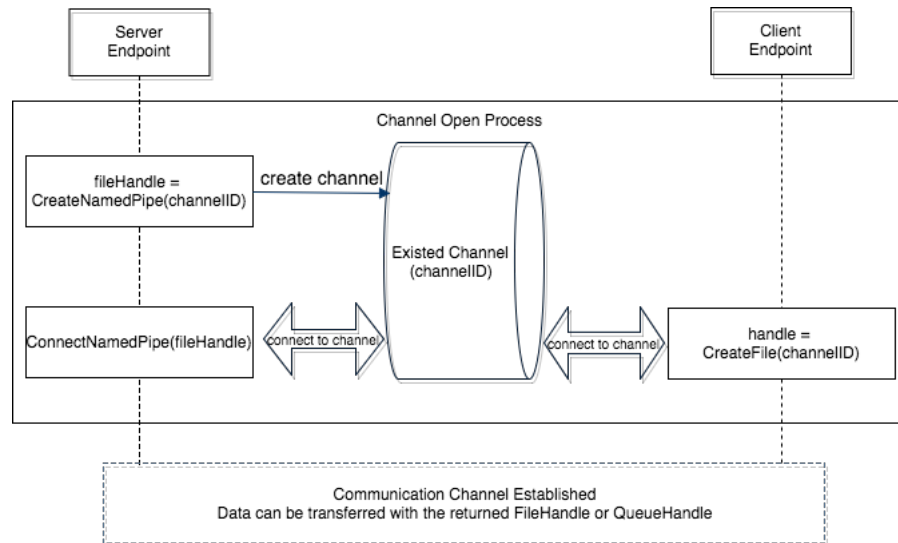 Server
Endpoint
Client
Endpoint
Channel Open Process
fileHandle =
CreateNamedPipe(channelID)
create channel
Existed Channel
(channelID)
ConnectNamedPipe(fileHandle)
connect to channel
connect to channel
handle =
CreateFile(channelID)
Communication Channel Established
Data can be transferred with the returned FileHandle or QueueHandle